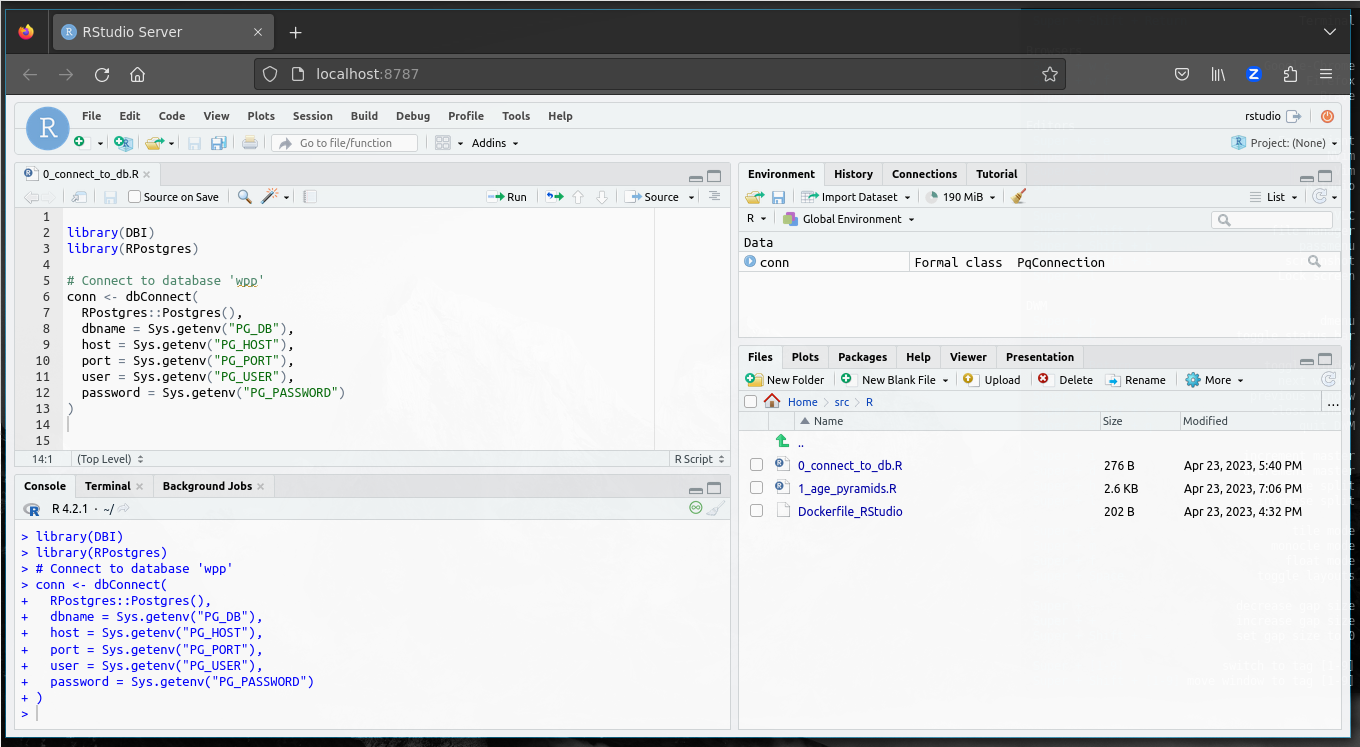 RStudio Server
localhost:8787
File Edit Code View Plots Session Build Debug Profile Tools Help
rstudio
Go to file/function
Addins
Project: (None)
0_connect_to_db.R
Source on Save
Run
Source
1
2 library(DBI)
3 library(RPostgres)
4
5 # Connect to database 'wpp'
6 conn <- dbConnect(
7 RPostgres::Postgres(),
8 dbname = Sys.getenv("PG_DB"),
9 host = Sys.getenv("PG_HOST"),
10 port = Sys.getenv("PG_PORT"),
11 user = Sys.getenv("PG_USER"),
12 password = Sys.getenv("PG_PASSWORD")
13 )
14
15
14:1 (Top Level) R Script
Console Terminal Background Jobs
R 4.2.1 · ~/
> library(DBI)
> library(RPostgres)
> # Connect to database 'wpp'
> conn <- dbConnect(
+ RPostgres::Postgres(),
+ dbname = Sys.getenv("PG_DB"),
+ host = Sys.getenv("PG_HOST"),
+ port = Sys.getenv("PG_PORT"),
+ user = Sys.getenv("PG_USER"),
+ password = Sys.getenv("PG_PASSWORD")
+ )
>
Environment History Connections Tutorial
Import Dataset 190 MiB List
R Global Environment
Data
conn Formal class PqConnection
Files Plots Packages Help Viewer Presentation
New Folder New Blank File Upload Delete Rename More
Home src R ...
Name Size Modified
..
0_connect_to_db.R 276 B Apr 23, 2023, 5:40 PM
1_age_pyramids.R 2.6 KB Apr 23, 2023, 7:06 PM
Dockerfile_RStudio 202 B Apr 23, 2023, 4:32 PM